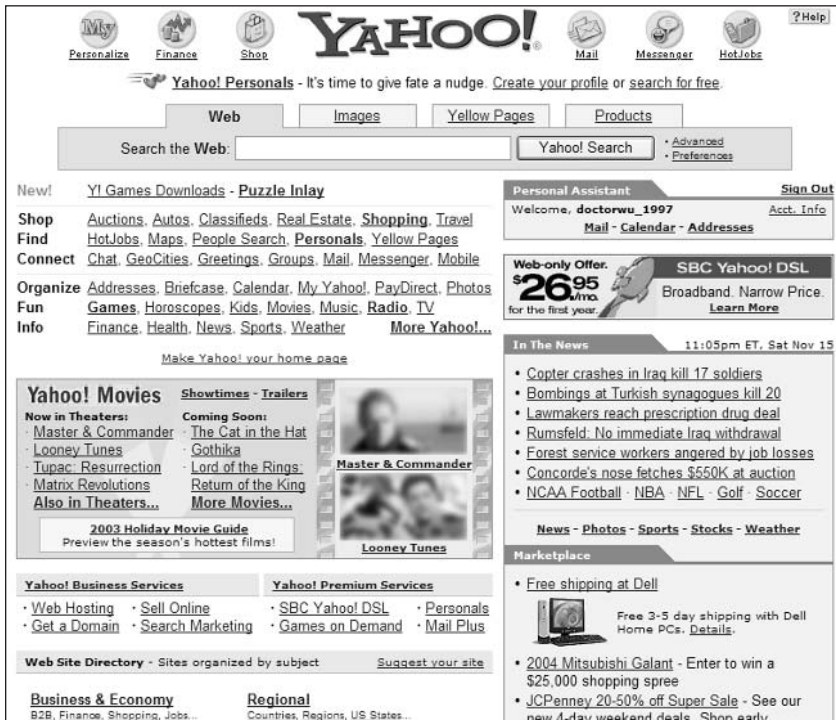 My
Personalize
Finance
Shop
YAHOO!
Mail
Messenger
HotJobs
?Help
Yahoo! Personals - It's time to give fate a nudge. Create your profile or search for free.
Web
Images
Yellow Pages
Products
Search the Web:
Yahoo! Search
· Advanced
· Preferences
New! Y! Games Downloads - Puzzle Inlay
Shop Auctions, Autos, Classifieds, Real Estate, Shopping, Travel
Find HotJobs, Maps, People Search, Personals, Yellow Pages
Connect Chat, GeoCities, Greetings, Groups, Mail, Messenger, Mobile
Organize Addresses, Briefcase, Calendar, My Yahoo!, PayDirect, Photos
Fun Games, Horoscopes, Kids, Movies, Music, Radio, TV
Info Finance, Health, News, Sports, Weather More Yahoo!...
Make Yahoo! your home page
Yahoo! Movies Showtimes - Trailers
Now in Theaters:
· Master & Commander
· Looney Tunes
· Tupac: Resurrection
· Matrix Revolutions
Also in Theaters...
Coming Soon:
· The Cat in the Hat
· Gothika
· Lord of the Rings:
Return of the King
More Movies...
2003 Holiday Movie Guide
Preview the season's hottest films!
Master & Commander
Looney Tunes
Yahoo! Business Services
· Web Hosting · Sell Online
· Get a Domain · Search Marketing
Yahoo! Premium Services
· SBC Yahoo! DSL · Personals
· Games on Demand · Mail Plus
Web Site Directory - Sites organized by subject Suggest your site
Business & Economy
B2B, Finance, Shopping, Jobs...
Regional
Countries, Regions, US States...
Personal Assistant Sign Out
Welcome, doctorwu_1997 Acct. Info
Mail - Calendar - Addresses
Web-only Offer.
$26.95/mo.
for the first year.
SBC Yahoo! DSL
Broadband. Narrow Price.
Learn More
In The News 11:05pm ET, Sat Nov 15
• Copter crashes in Iraq kill 17 soldiers
• Bombings at Turkish synagogues kill 20
• Lawmakers reach prescription drug deal
• Rumsfeld: No immediate Iraq withdrawal
• Forest service workers angered by job losses
• Concorde's nose fetches $550K at auction
• NCAA Football · NBA · NFL · Golf · Soccer
News - Photos - Sports - Stocks - Weather
Marketplace
• Free shipping at Dell
Free 3-5 day shipping with Dell
Home PCs. Details.
• 2004 Mitsubishi Galant - Enter to win a
$25,000 shopping spree
• JCPenney 20-50% off Super Sale - See our
new 4-day weekend deals. Shop early